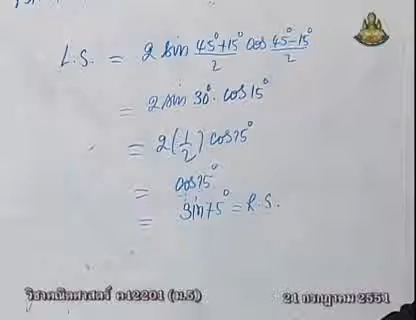 L.S. = 2 sin 45°+15°/2 cos 45°-15°/2
= 2 sin 30° · cos 15°
= 2(1/2) cos 15°
= cos 15°
= sin 75° = R.S.
วิชาคณิตศาสตร์ ค42201 (ม.5)
21 กรกฎาคม 2551